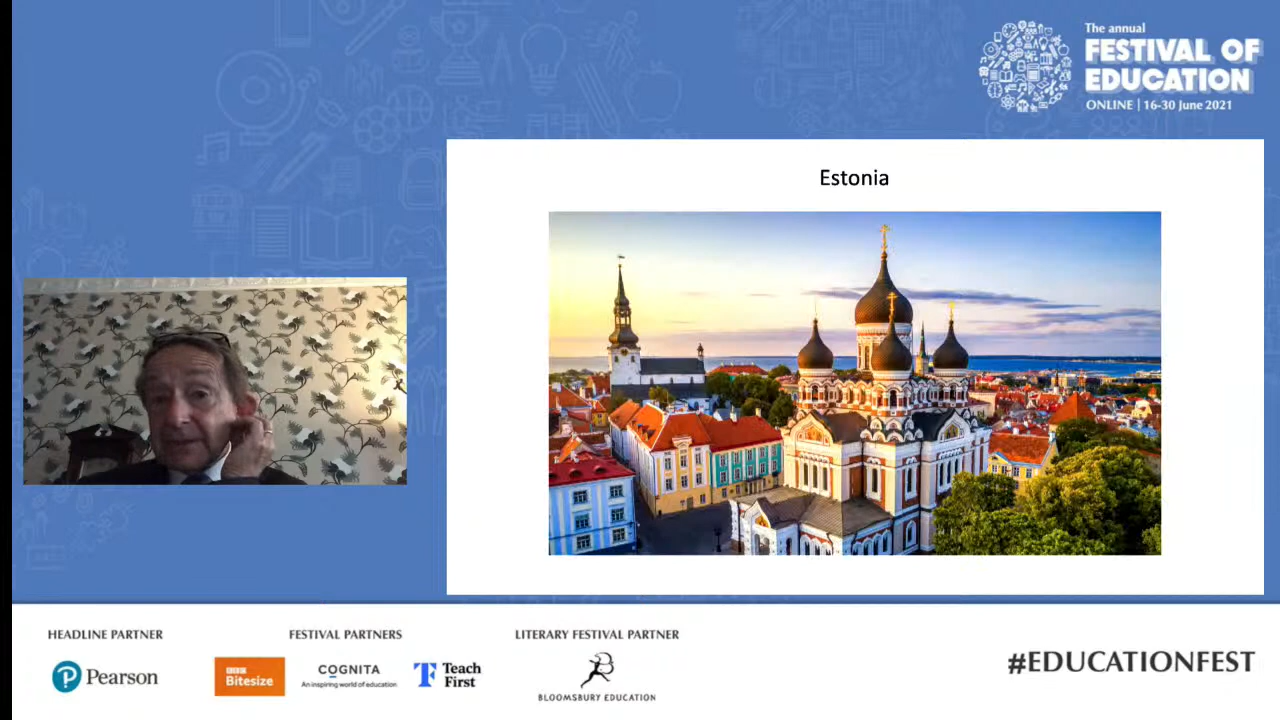 The annual
FESTIVAL OF
EDUCATION
ONLINE | 16-30 June 2021
Estonia
HEADLINE PARTNER
Pearson
FESTIVAL PARTNERS
BBC
Bitesize
COGNITA
An inspiring world of education
Teach
First
LITERARY FESTIVAL PARTNER
BLOOMSBURY EDUCATION
#EDUCATIONFEST